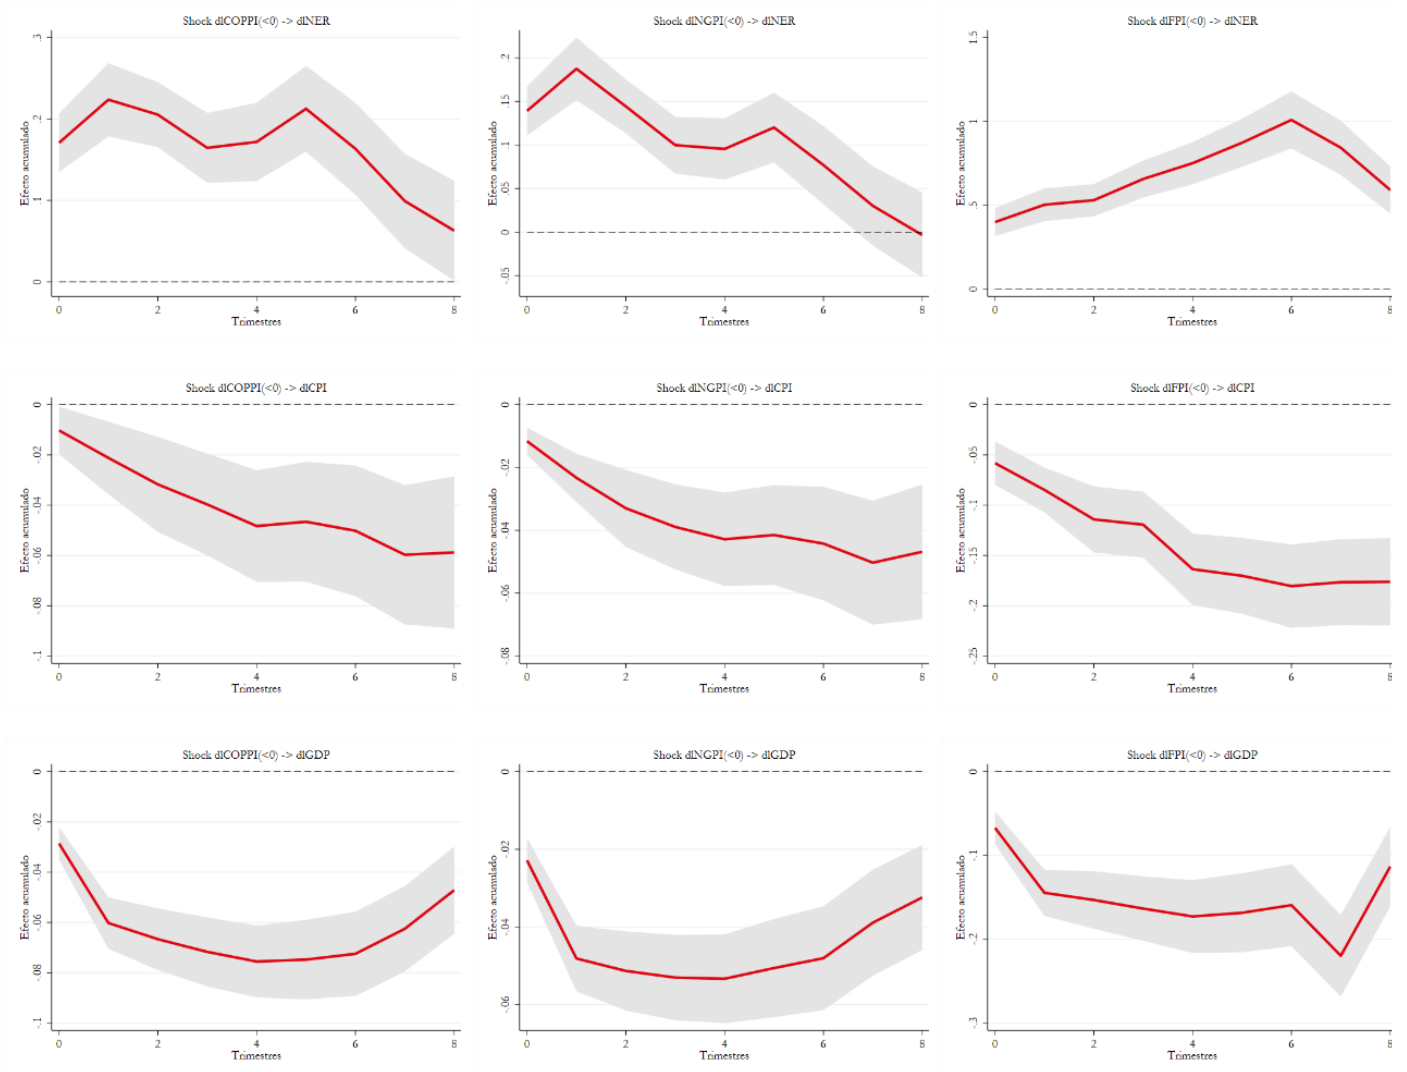 Shock dlCOPPI(<0) -> dlNER
Efecto acumulado
.3
.2
.1
0
0 2 4 6 8
Trimestres
Shock dlNGPI(<0) -> dlNER
Efecto acumulado
.2
.15
.1
.05
0
-.05
0 2 4 6 8
Trimestres
Shock dlFPI(<0) -> dlNER
Efecto acumulado
1.5
1
.5
0
0 2 4 6 8
Trimestres
Shock dlCOPPI(<0) -> dlCPI
Efecto acumulado
0
-.02
-.04
-.06
-.08
-.1
0 2 4 6 8
Trimestres
Shock dlNGPI(<0) -> dlCPI
Efecto acumulado
0
-.02
-.04
-.06
-.08
0 2 4 6 8
Trimestres
Shock dlFPI(<0) -> dlCPI
Efecto acumulado
0
-.05
-.1
-.15
-.2
-.25
0 2 4 6 8
Trimestres
Shock dlCOPPI(<0) -> dlGDP
Efecto acumulado
0
-.02
-.04
-.06
-.08
-.1
0 2 4 6 8
Trimestres
Shock dlNGPI(<0) -> dlGDP
Efecto acumulado
0
-.02
-.04
-.06
0 2 4 6 8
Trimestres
Shock dlFPI(<0) -> dlGDP
Efecto acumulado
0
-.1
-.2
-.3
0 2 4 6 8
Trimestres